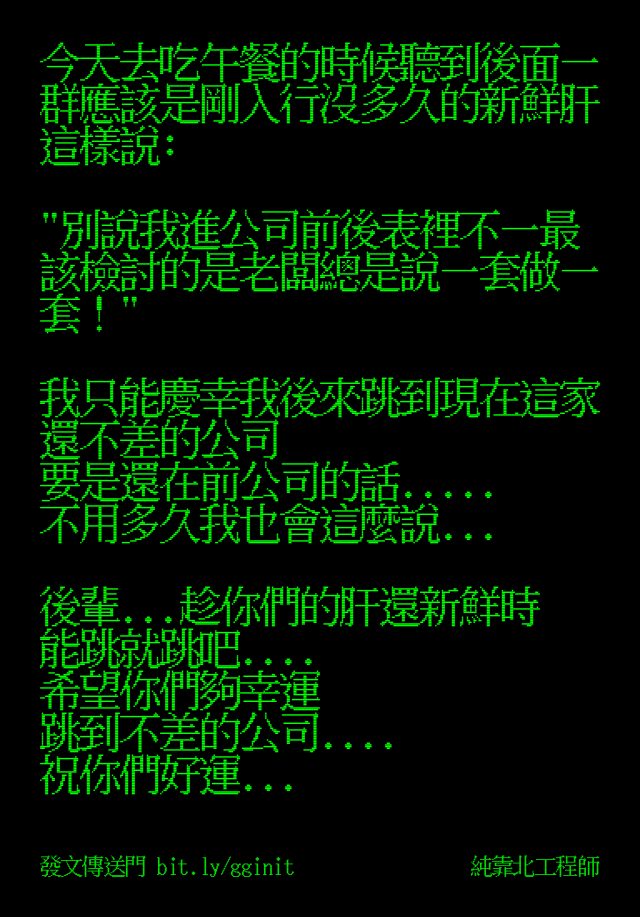 今天去吃午餐的時候聽到後面一
群應該是剛入行沒多久的新鮮肝
這樣說:
"別說我進公司前後表裡不一最
該檢討的是老闆總是說一套做一
套！"
我只能慶幸我後來跳到現在這家
還不差的公司
要是還在前公司的話.....
不用多久我也會這麼說...
後輩...趁你們的肝還新鮮時
能跳就跳吧....
希望你們夠幸運
跳到不差的公司....
祝你們好運...
發文傳送門 bit.ly/gginit
純靠北工程師